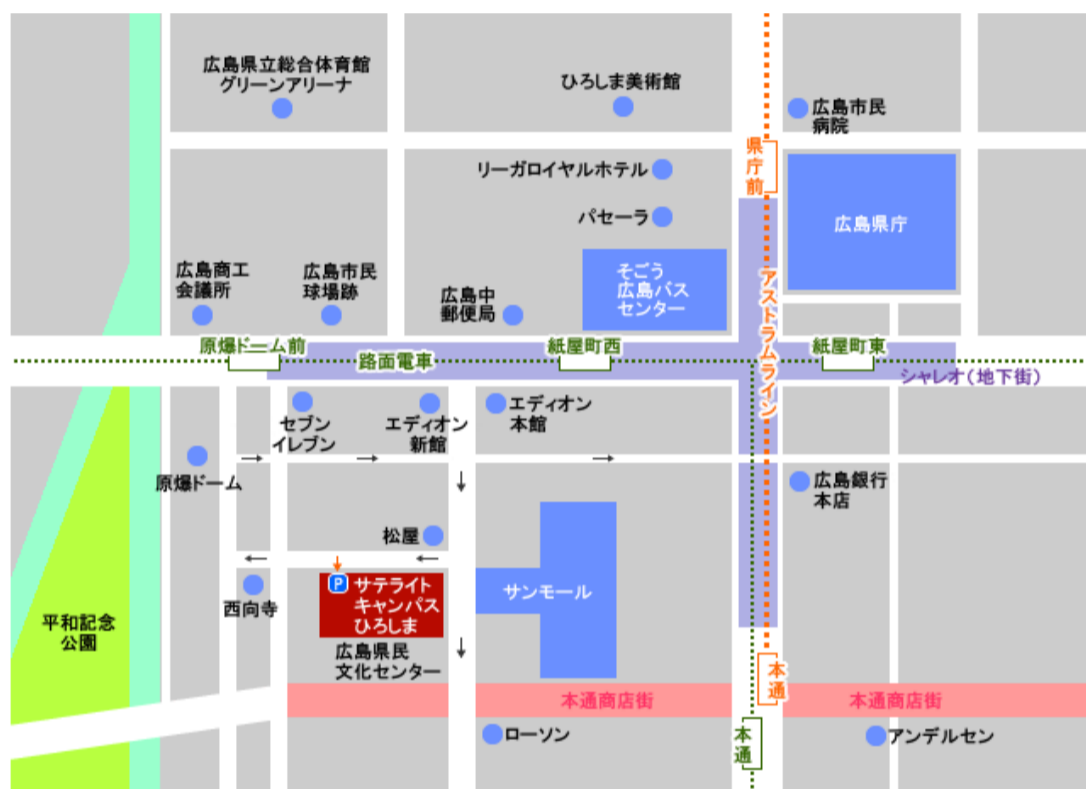 広島県立総合体育館
グリーンアリーナ
ひろしま美術館
広島市民
病院
県庁前
リーガロイヤルホテル
パセーラ
広島県庁
そごう
広島バス
センター
広島商工
会議所
広島市民
球場跡
広島中
郵便局
アストラムライン
原爆ドーム前
路面電車
紙屋町西
紙屋町東
シャレオ(地下街)
セブン
イレブン
エディオン
新館
エディオン
本館
原爆ドーム
広島銀行
本店
松屋
P
サテライト
キャンパス
ひろしま
サンモール
西向寺
平和記念
公園
広島県民
文化センター
本通
本通商店街
本通商店街
ローソン
本通
アンデルセン